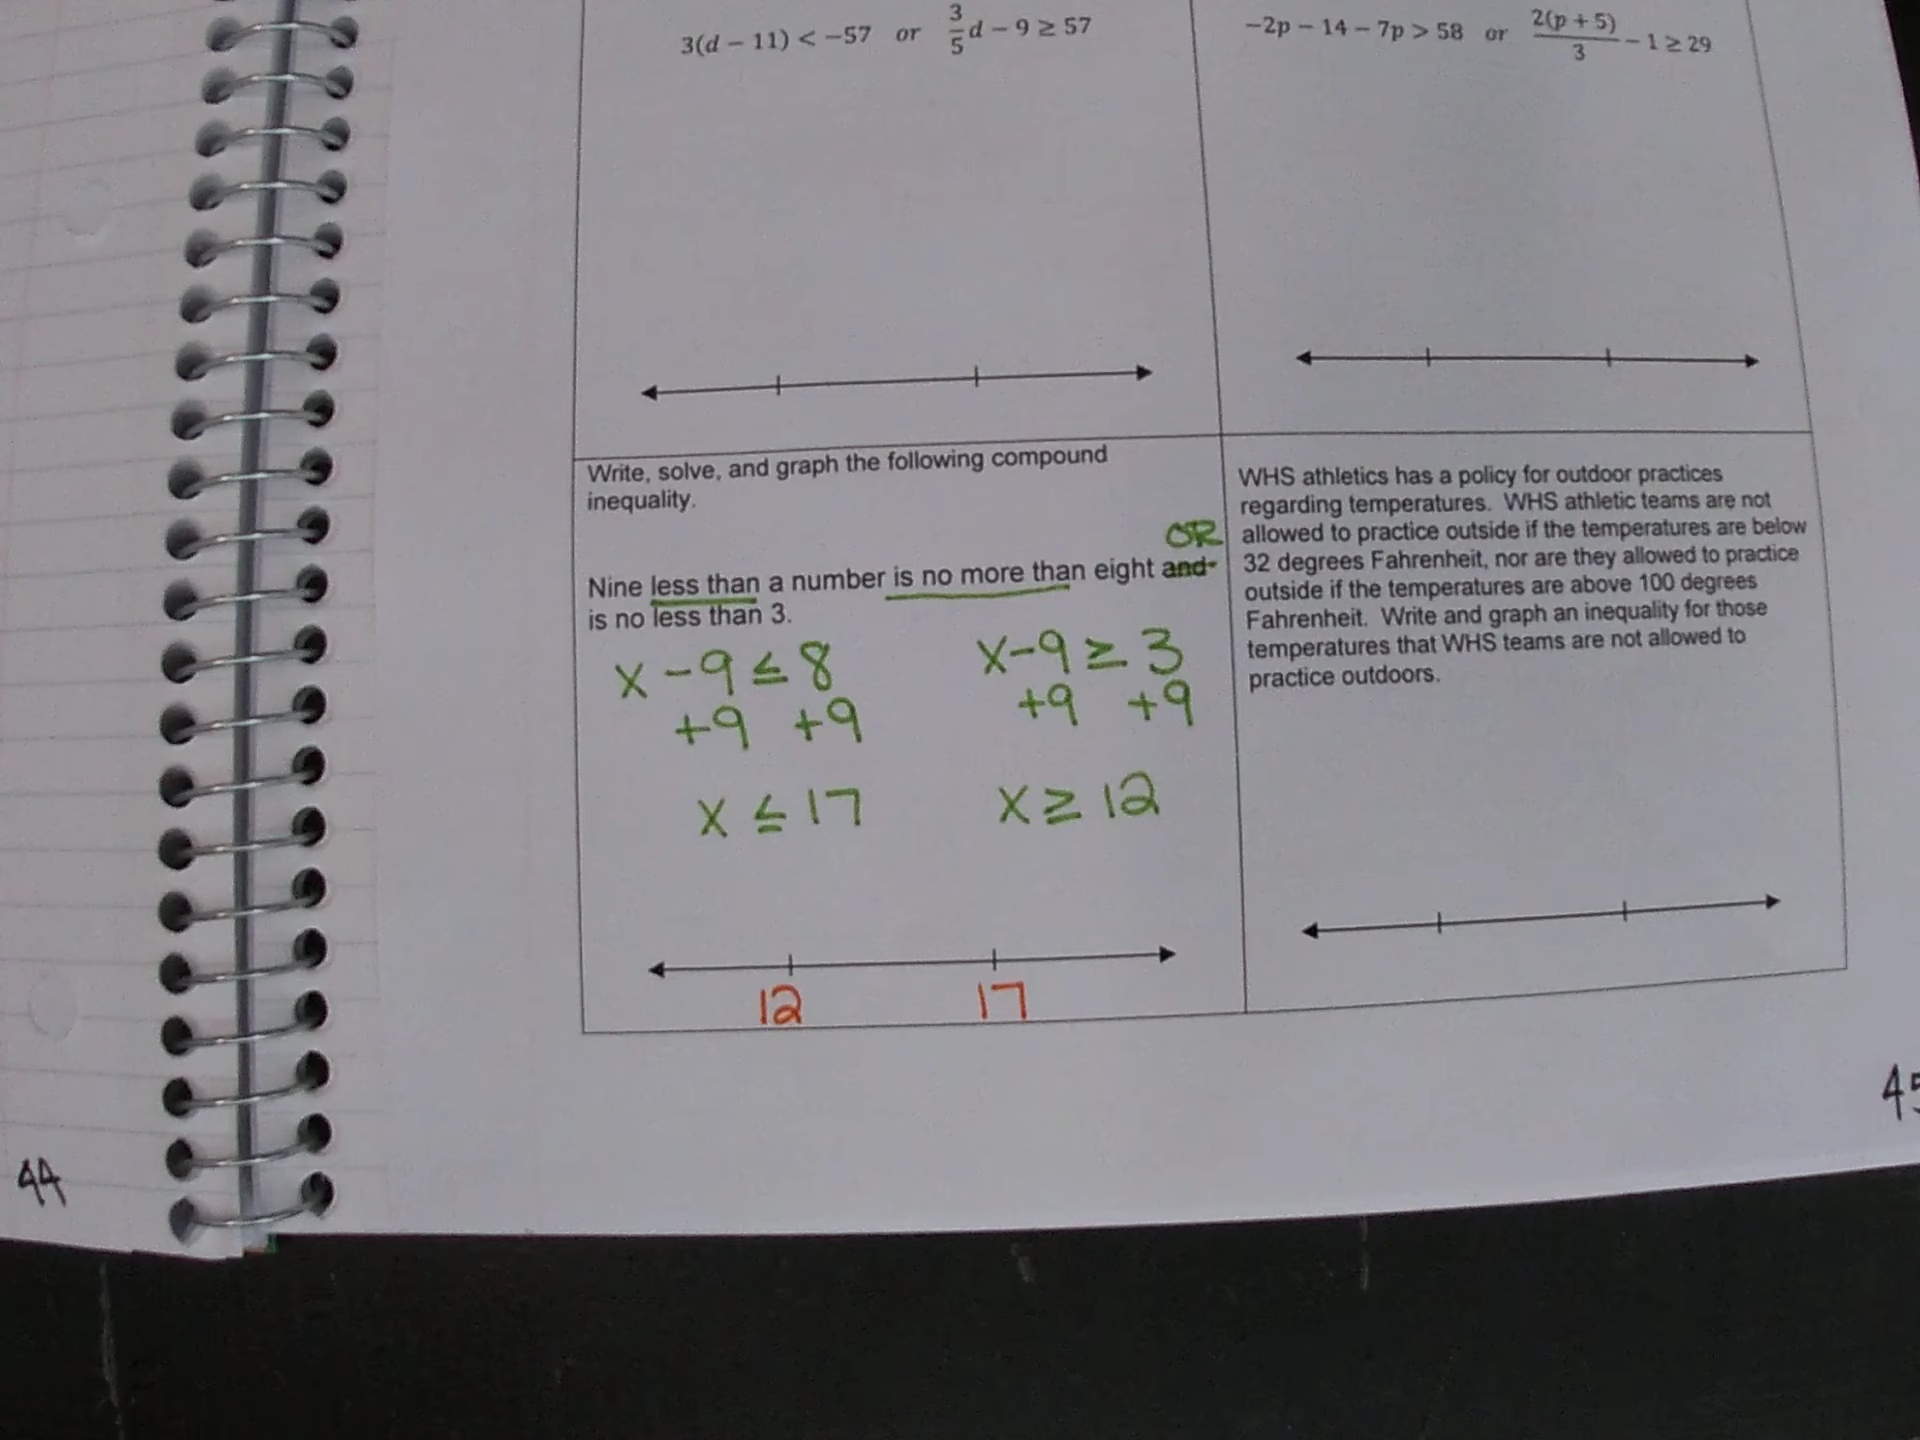 3(d − 11) < −57 or 3/5 d − 9 ≥ 57
−2p − 14 − 7p > 58 or 2(p + 5)/3 − 1 ≥ 29
Write, solve, and graph the following compound
inequality.
OR
Nine less than a number is no more than eight and
is no less than 3.
x − 9 ≤ 8
+9 +9
x ≤ 17
x − 9 ≥ 3
+9 +9
x ≥ 12
12 17
WHS athletics has a policy for outdoor practices
regarding temperatures. WHS athletic teams are not
allowed to practice outside if the temperatures are below
32 degrees Fahrenheit, nor are they allowed to practice
outside if the temperatures are above 100 degrees
Fahrenheit. Write and graph an inequality for those
temperatures that WHS teams are not allowed to
practice outdoors.
44
45